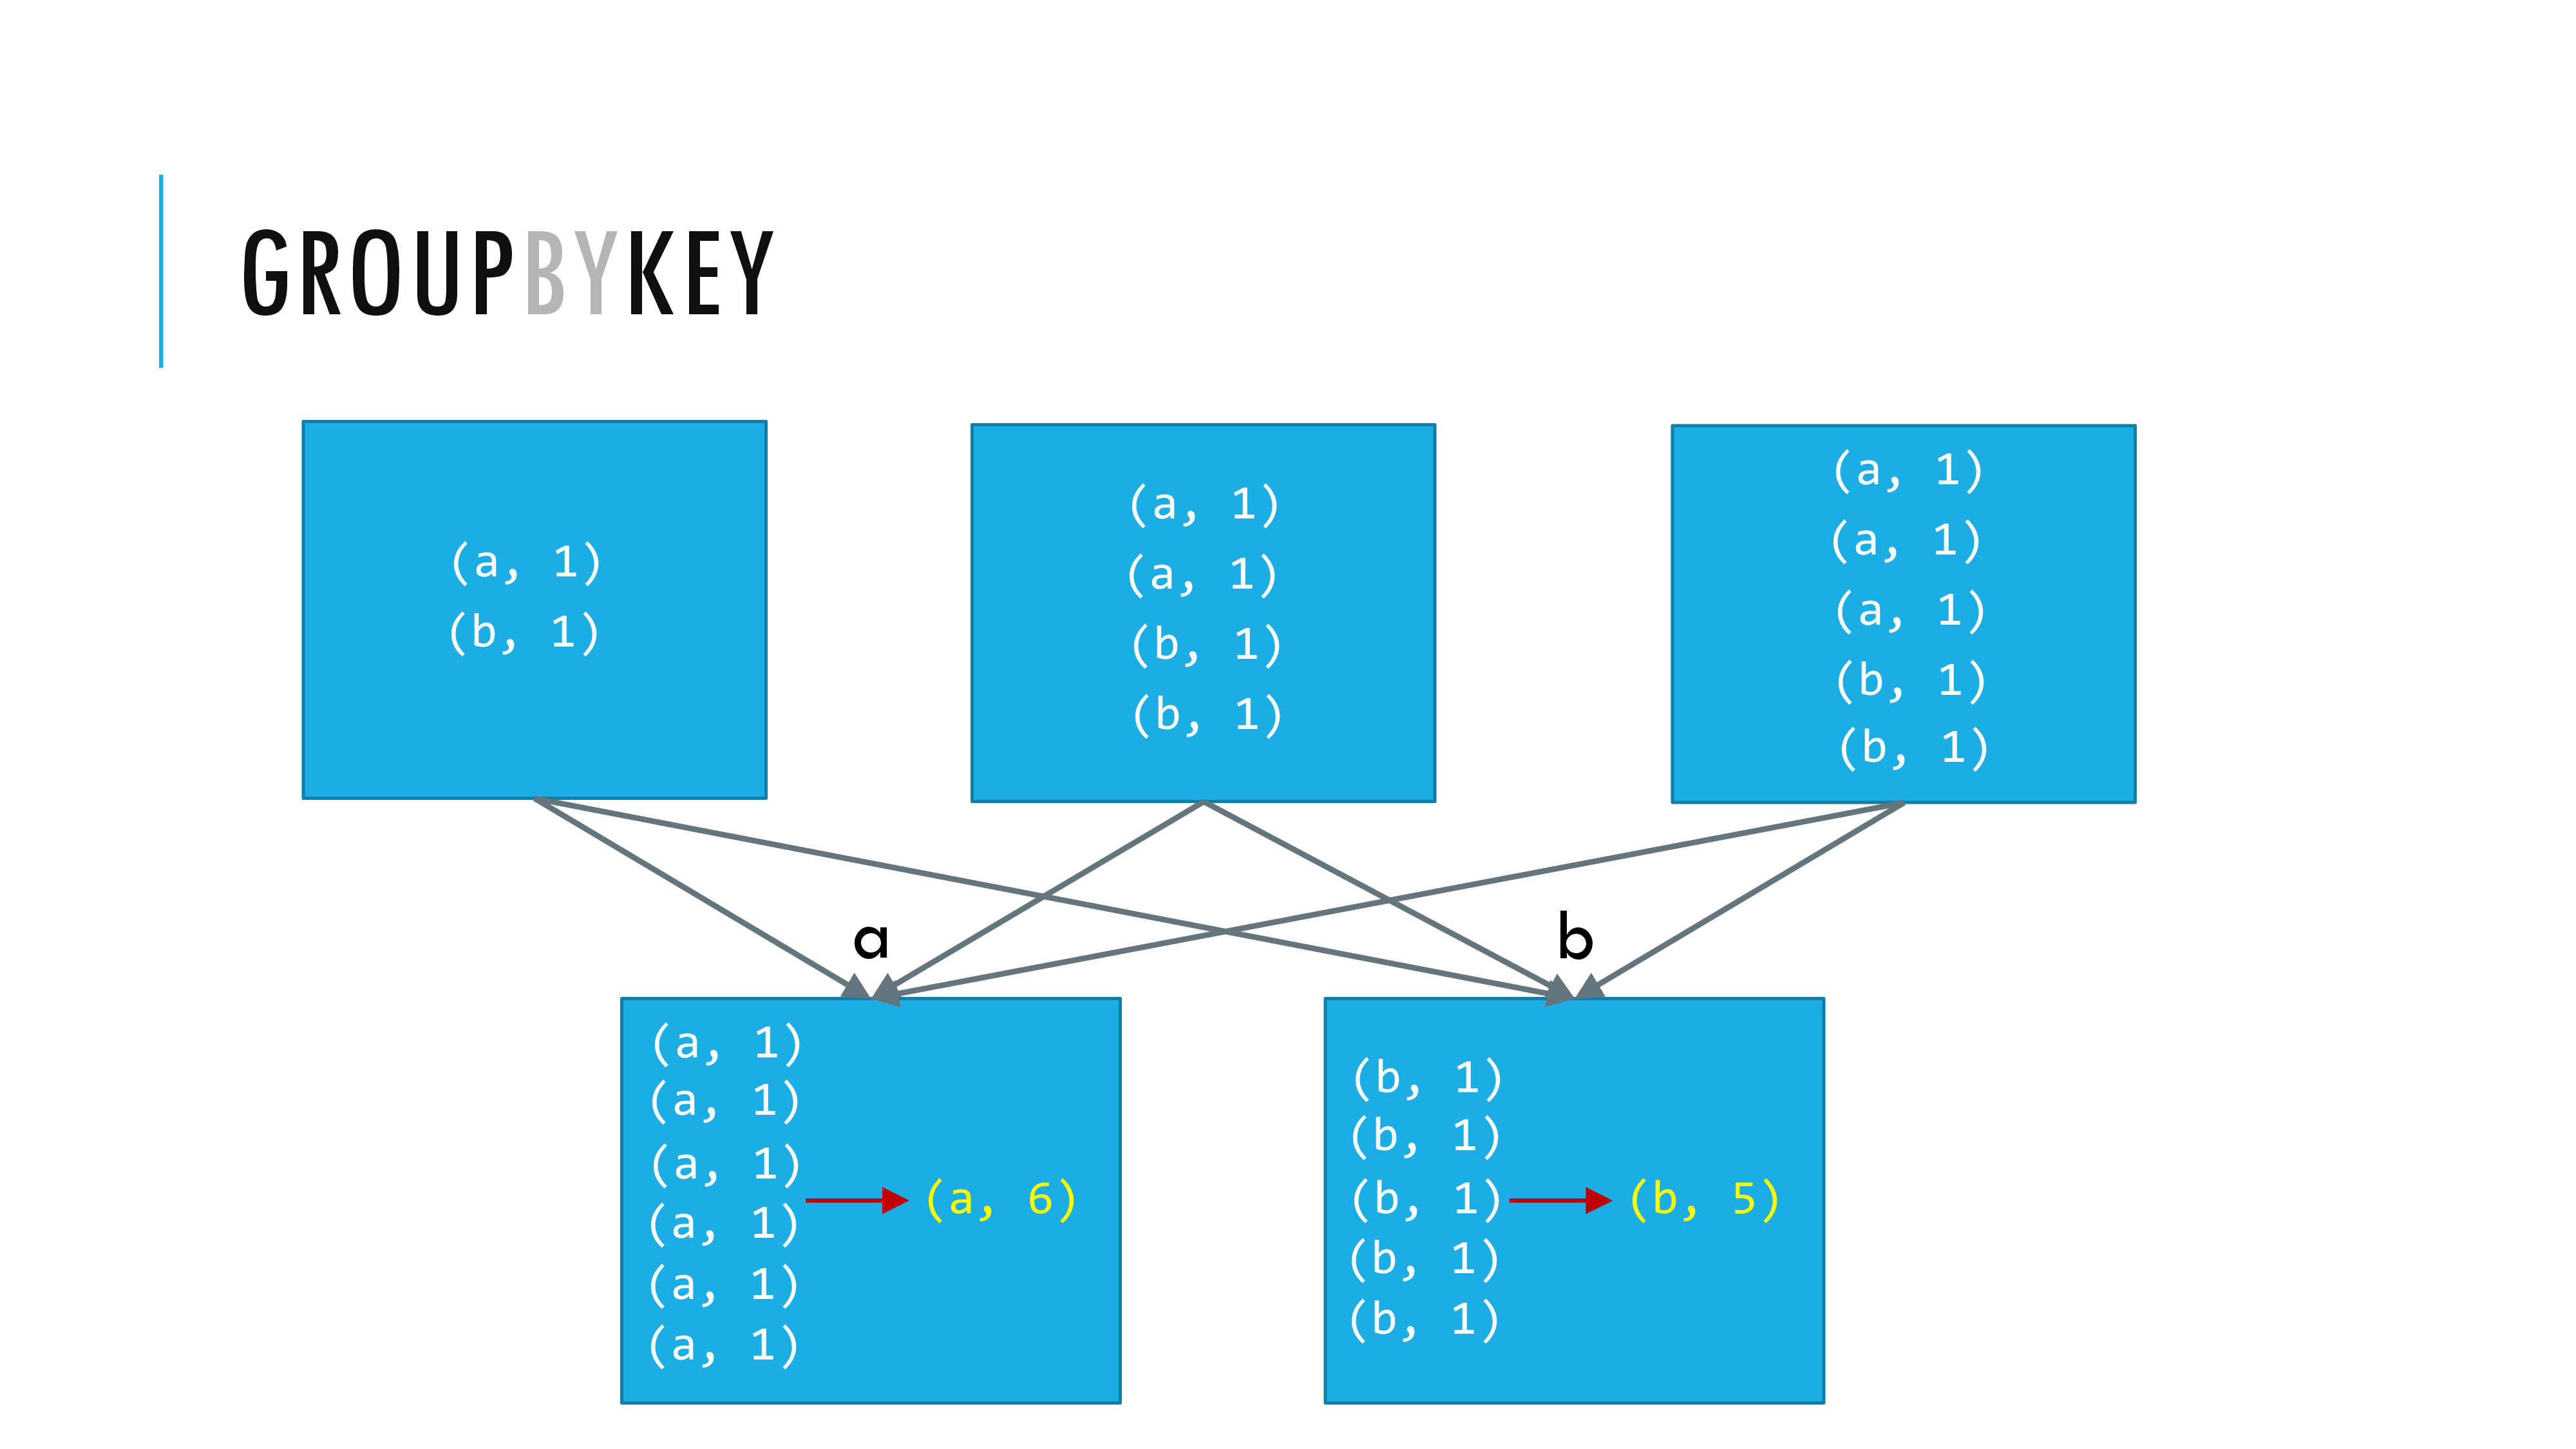 GROUPBYKEY
(a, 1)
(b, 1)
(a, 1)
(a, 1)
(b, 1)
(b, 1)
(a, 1)
(a, 1)
(a, 1)
(b, 1)
(b, 1)
a
b
(a, 1)
(a, 1)
(a, 1)
(a, 1)
(a, 1)
(a, 1)
(a, 6)
(b, 1)
(b, 1)
(b, 1)
(b, 1)
(b, 1)
(b, 5)